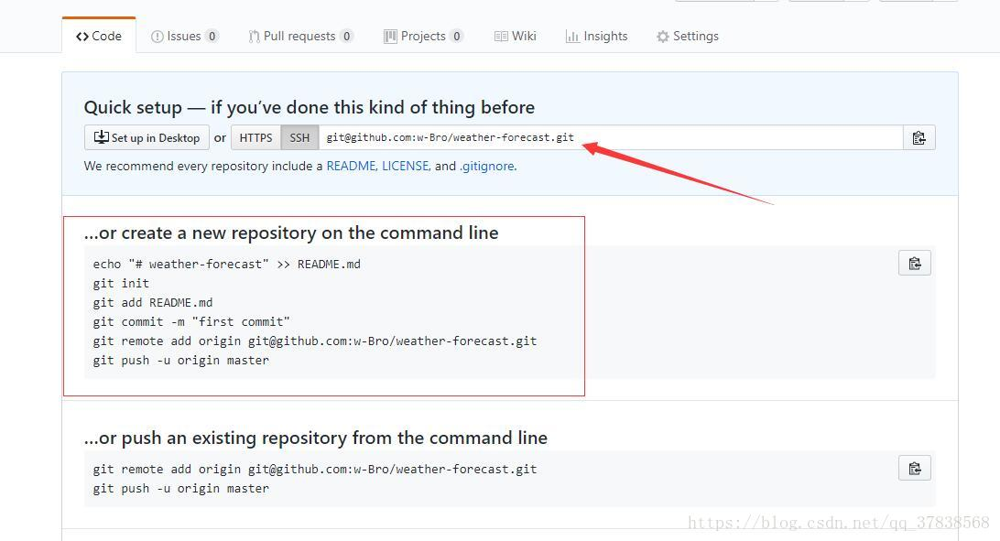 Code Issues 0 Pull requests 0 Projects 0 Wiki Insights Settings
Quick setup — if you’ve done this kind of thing before
Set up in Desktop or HTTPS SSH git@github.com:w-Bro/weather-forecast.git
We recommend every repository include a README, LICENSE, and .gitignore.
…or create a new repository on the command line
echo "# weather-forecast" >> README.md
git init
git add README.md
git commit -m "first commit"
git remote add origin git@github.com:w-Bro/weather-forecast.git
git push -u origin master
…or push an existing repository from the command line
git remote add origin git@github.com:w-Bro/weather-forecast.git
git push -u origin master
https://blog.csdn.net/qq_37838568